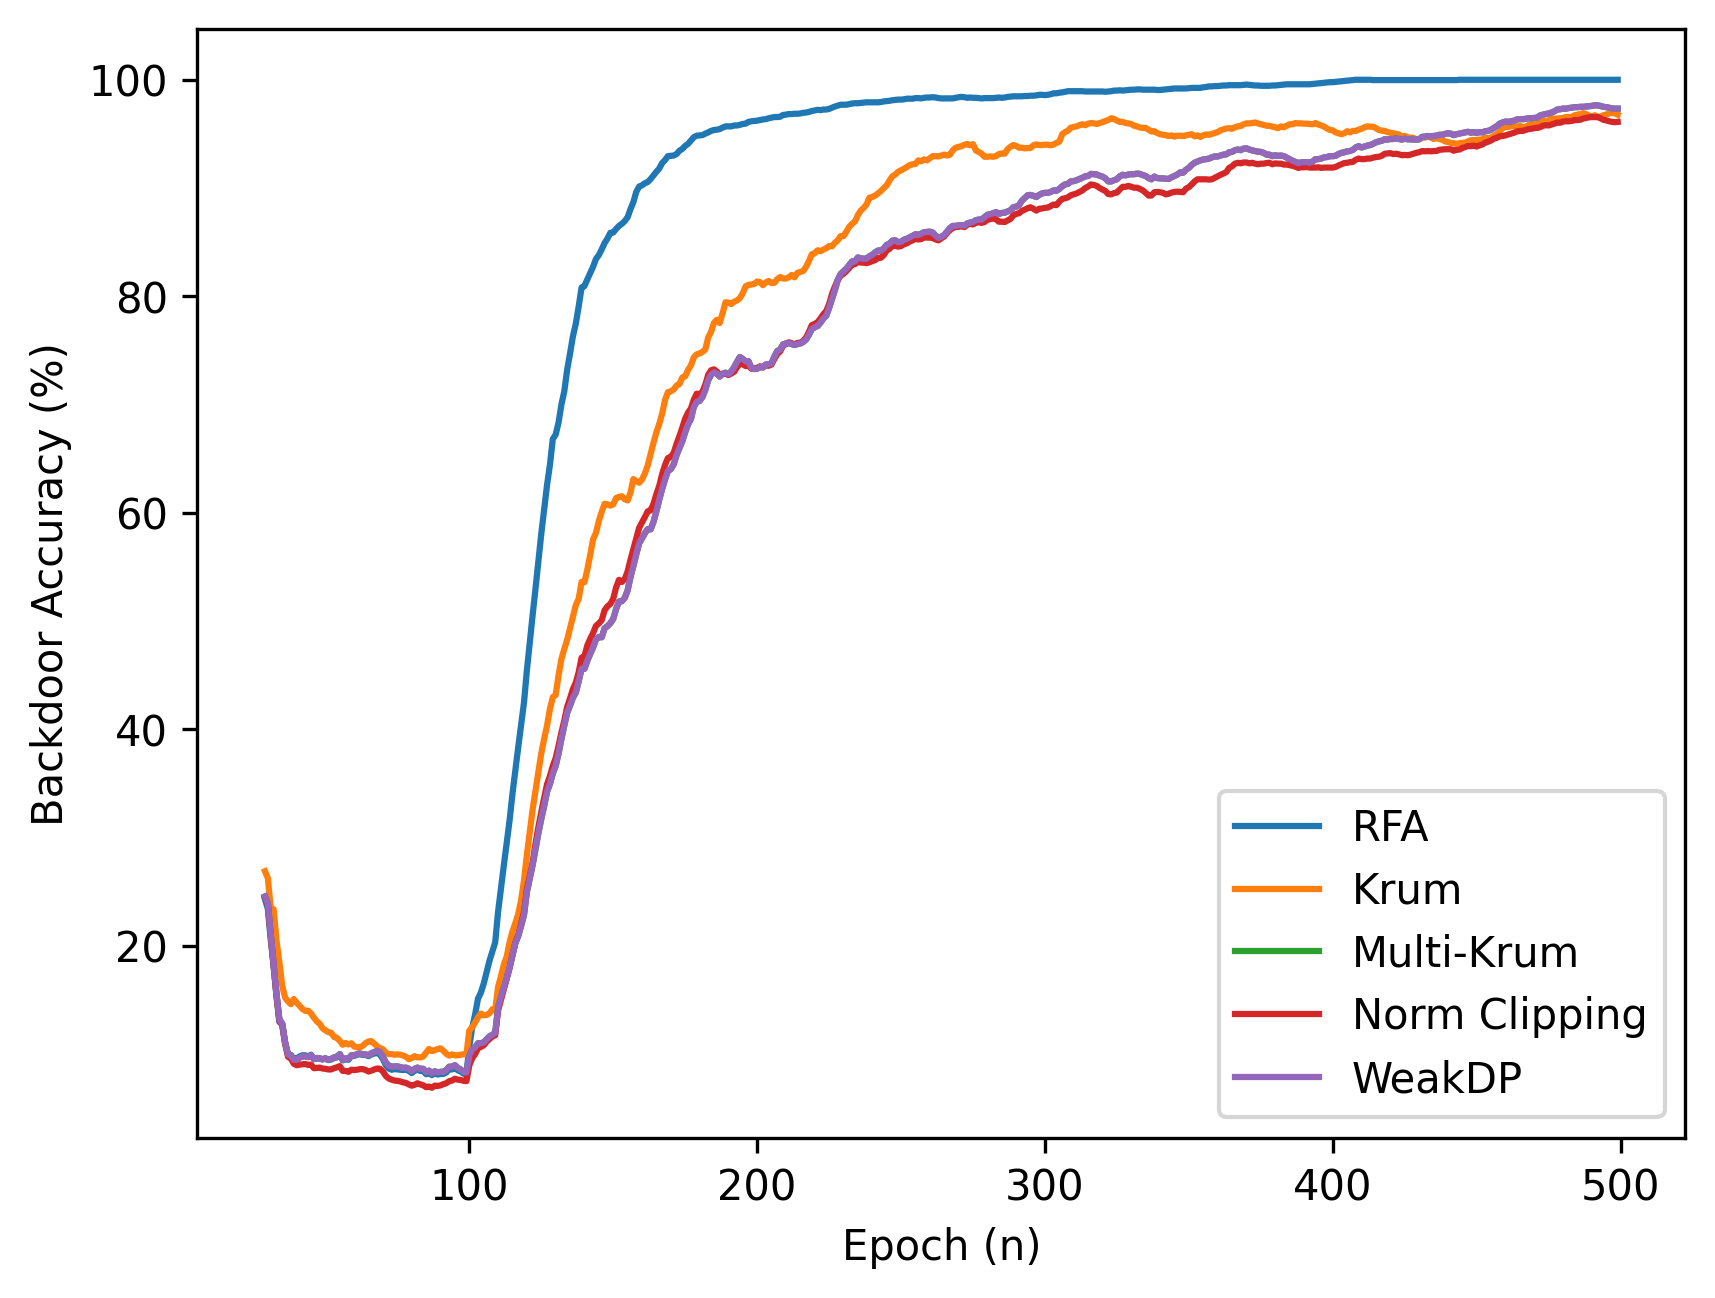 100
80
60
40
20
Backdoor Accuracy (%)
RFA
Krum
Multi-Krum
Norm Clipping
WeakDP
100 200 300 400 500
Epoch (n)